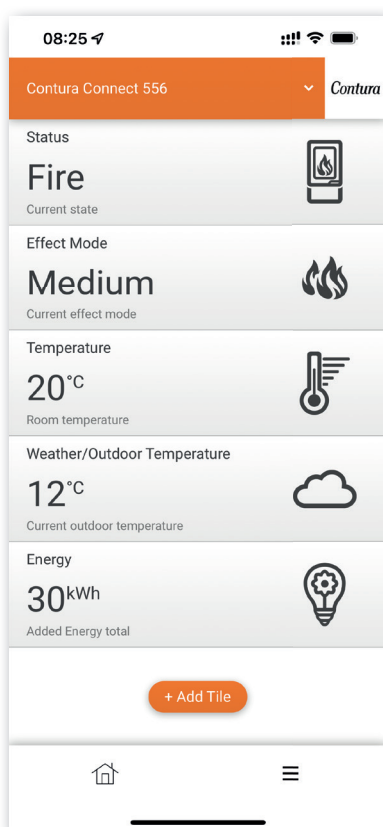 08:25
Contura Connect 556
Contura
Status
Fire
Current state
Effect Mode
Medium
Current effect mode
Temperature
20°C
Room temperature
Weather/Outdoor Temperature
12°C
Current outdoor temperature
Energy
30kWh
Added Energy total
+ Add Tile